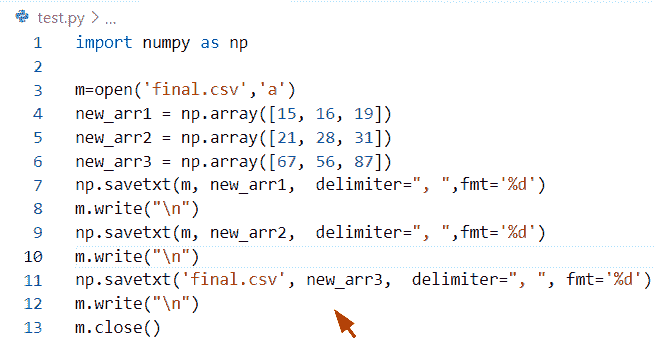 test.py > ...
1 import numpy as np
2
3 m=open('final.csv','a')
4 new_arr1 = np.array([15, 16, 19])
5 new_arr2 = np.array([21, 28, 31])
6 new_arr3 = np.array([67, 56, 87])
7 np.savetxt(m, new_arr1,  delimiter=", ",fmt='%d')
8 m.write("\n")
9 np.savetxt(m, new_arr2,  delimiter=", ",fmt='%d')
10 m.write("\n")
11 np.savetxt('final.csv', new_arr3,  delimiter=", ", fmt='%d')
12 m.write("\n")
13 m.close()